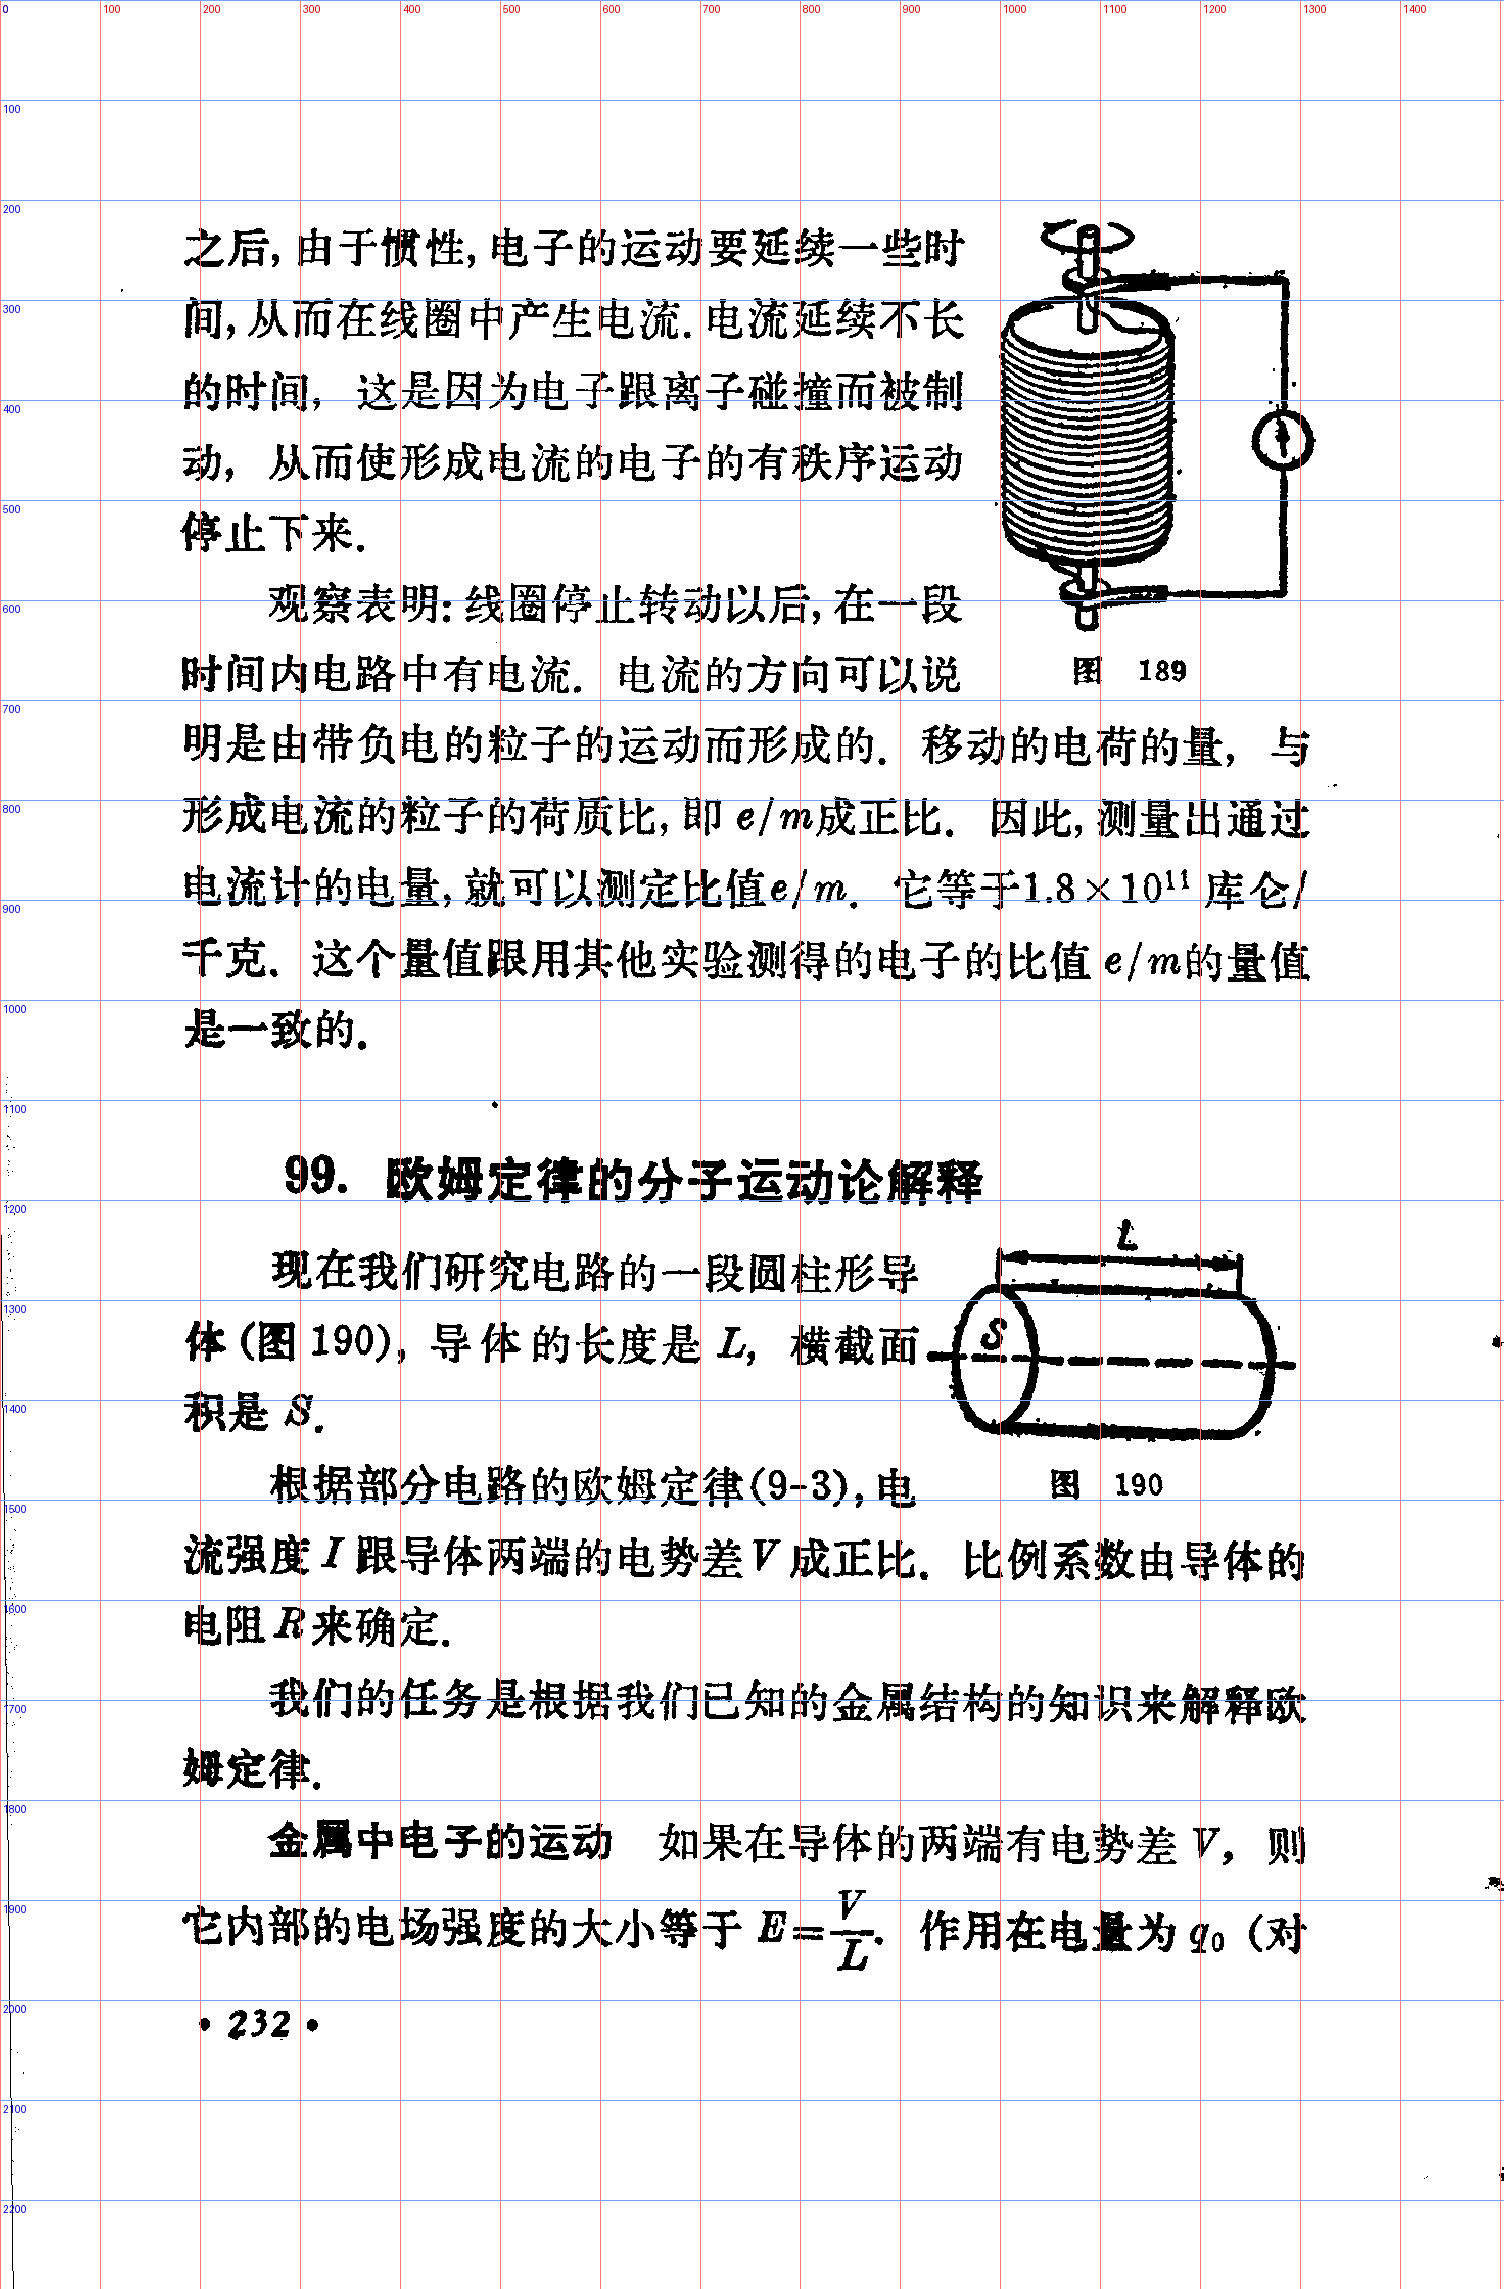 之后, 由于惯性, 电子的运动要延续一些时
间, 从而在线圈中产生电流. 电流延续不长
的时间, 这是因为电子跟离子碰撞而被制
动, 从而使形成电流的电子的有秩序运动
停止下来.
观察表明: 线圈停止转动以后, 在一段
时间内电路中有电流. 电流的方向可以说
图 189
明是由带负电的粒子的运动而形成的. 移动的电荷的量, 与
形成电流的粒子的荷质比, 即 e/m成正比. 因此, 测量出通过
电流计的电量, 就可以测定比值e/m. 它等于1.8×10¹¹ 库仑/
千克. 这个量值跟用其他实验测得的电子的比值 e/m的量值
是一致的.
99. 欧姆定律的分子运动论解释
现在我们研究电路的一段圆柱形导
体(图 190), 导体的长度是 L, 横截面
积是 S.
L
S
图 190
根据部分电路的欧姆定律(9-3), 电
流强度 I 跟导体两端的电势差 V 成正比. 比例系数由导体的
电阻 R 来确定.
我们的任务是根据我们已知的金属结构的知识来解释欧
姆定律.
金属中电子的运动 如果在导体的两端有电势差 V, 则
它内部的电场强度的大小等于 E=V/L. 作用在电量为 q₀ (对
• 232 •